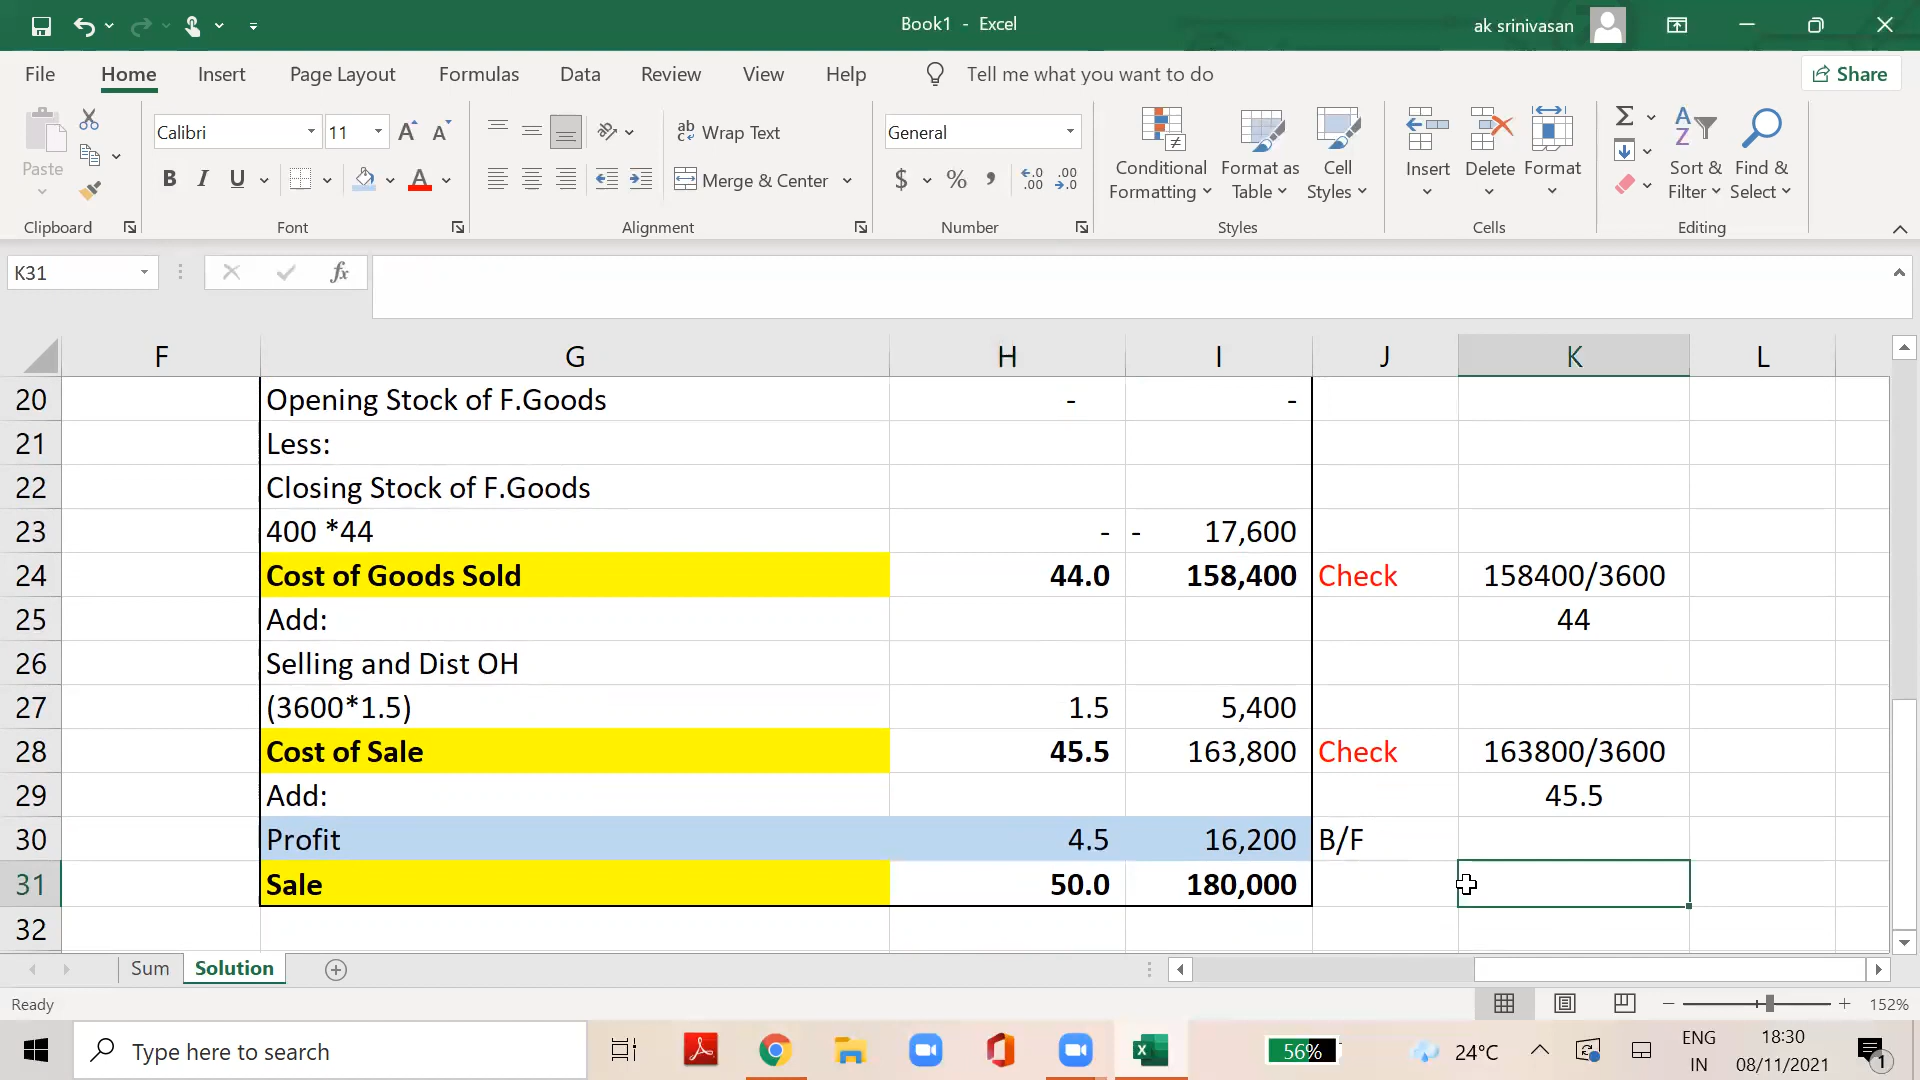 Book1 - Excel
ak srinivasan
File Home Insert Page Layout Formulas Data Review View Help Tell me what you want to do Share
Calibri 11 Wrap Text General
Paste B I U A Merge & Center $ % Conditional Formatting Format as Table Cell Styles Insert Delete Format Sort & Filter Find & Select
Clipboard Font Alignment Number Styles Cells Editing
K31 fx
F G H I J K L
20 Opening Stock of F.Goods - -
21 Less:
22 Closing Stock of F.Goods
23 400 *44 - - 17,600
24 Cost of Goods Sold 44.0 158,400 Check 158400/3600
25 Add: 44
26 Selling and Dist OH
27 (3600*1.5) 1.5 5,400
28 Cost of Sale 45.5 163,800 Check 163800/3600
29 Add: 45.5
30 Profit 4.5 16,200 B/F
31 Sale 50.0 180,000
32
Sum Solution
Ready 152%
Type here to search 56% 24°C ENG 18:30
IN 08/11/2021 1